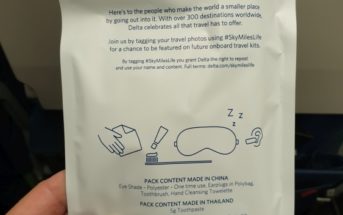 Here's to the people who make the world a smaller place
by going out into it. With over 300 destinations worldwide,
Delta celebrates all that travel has to offer.
Join us by tagging your travel photos using #SkyMilesLife
for a chance to be featured on future onboard travel kits.
By tagging #SkyMilesLife you grant Delta the right to repeat
and use your name and content. Full terms: delta.com/skymileslife
Z
Z
Z
PACK CONTENT MADE IN CHINA
Eye Shade - Polyester - One time use, Earplugs in Polybag,
Toothbrush, Hand Cleansing Towelette
PACK CONTENT MADE IN THAILAND
5g Toothpaste